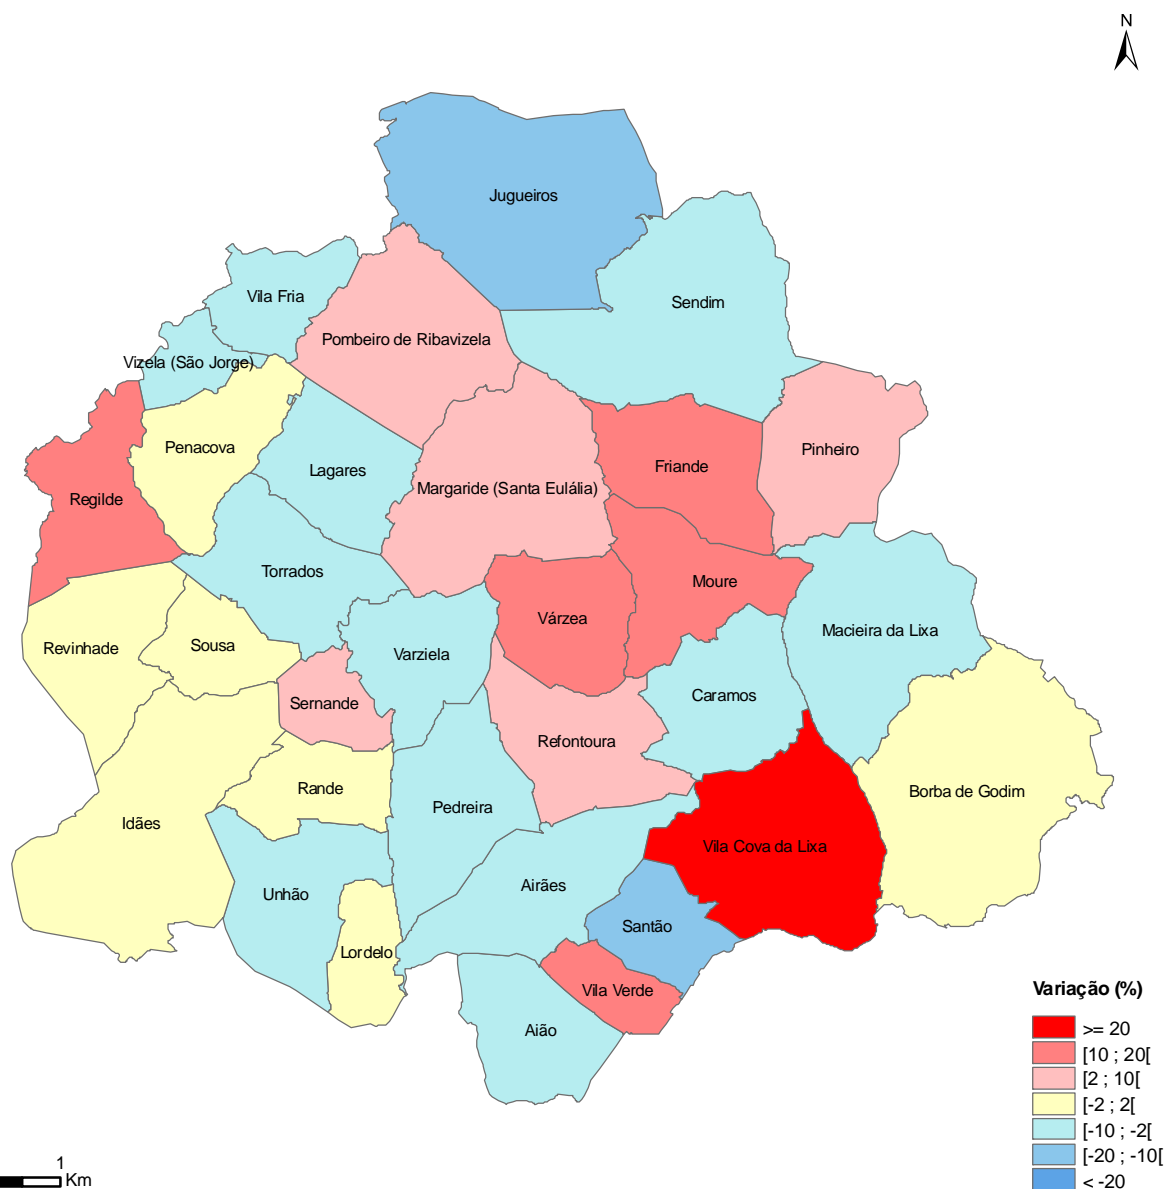 N
Jugueiros
Vila Fria
Sendim
Pombeiro de Ribavizela
Vizela (São Jorge)
Penacova
Pinheiro
Lagares
Friande
Margaride (Santa Eulália)
Regilde
Torrados
Moure
Várzea
Macieira da Lixa
Revinhade
Sousa
Varziela
Caramos
Sernande
Refontoura
Rande
Borba de Godim
Pedreira
Idães
Vila Cova da Lixa
Airães
Unhão
Santão
Lordelo
Vila Verde
Aião
Variação (%)
>= 20
[10 ; 20[
[2 ; 10[
[-2 ; 2[
[-10 ; -2[
[-20 ; -10[
< -20
1
Km